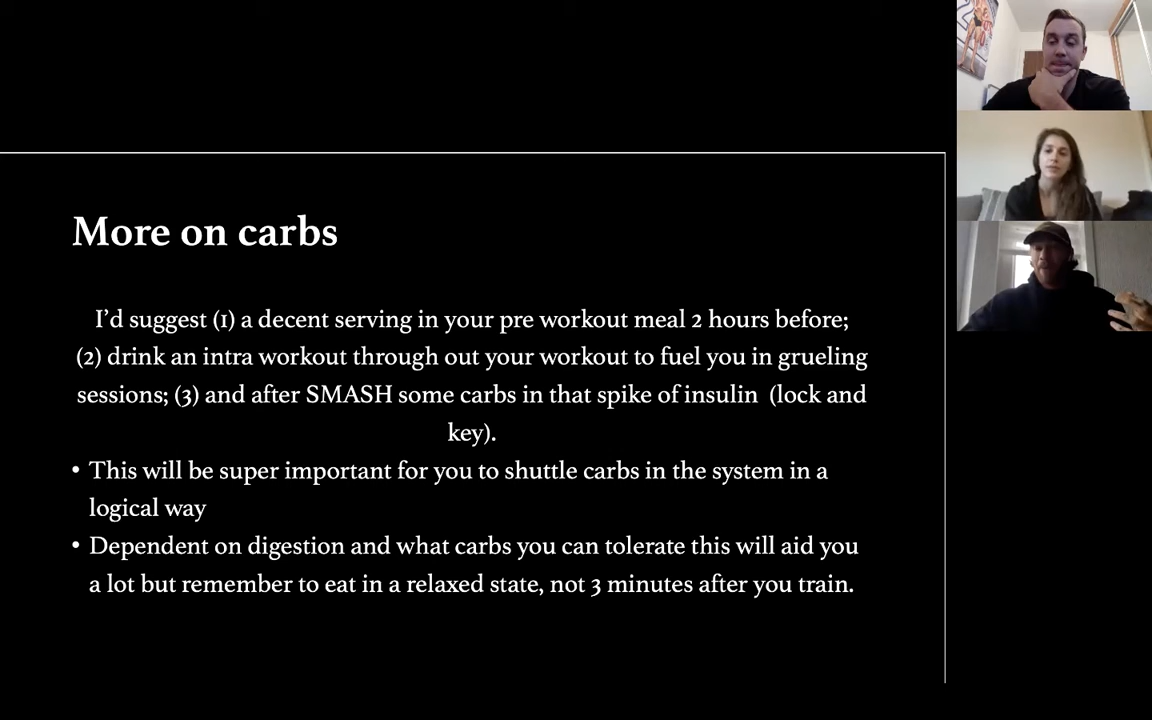 More on carbs
I’d suggest (1) a decent serving in your pre workout meal 2 hours before;
(2) drink an intra workout through out your workout to fuel you in grueling
sessions; (3) and after SMASH some carbs in that spike of insulin  (lock and
key).
• This will be super important for you to shuttle carbs in the system in a
logical way
• Dependent on digestion and what carbs you can tolerate this will aid you
a lot but remember to eat in a relaxed state, not 3 minutes after you train.